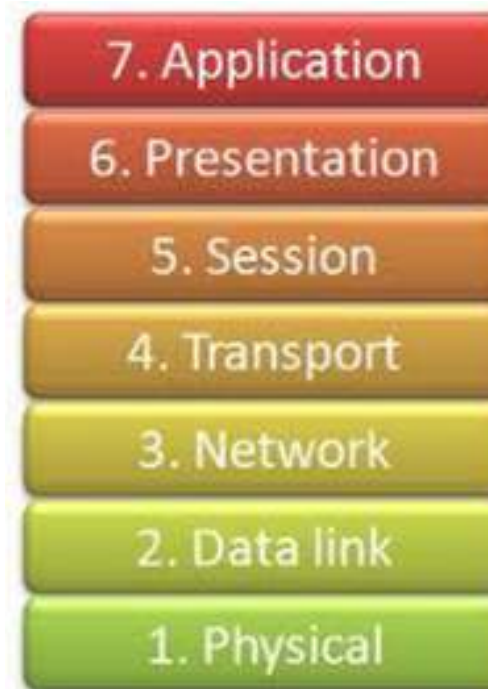 7. Application
6. Presentation
5. Session
4. Transport
3. Network
2. Data link
1. Physical